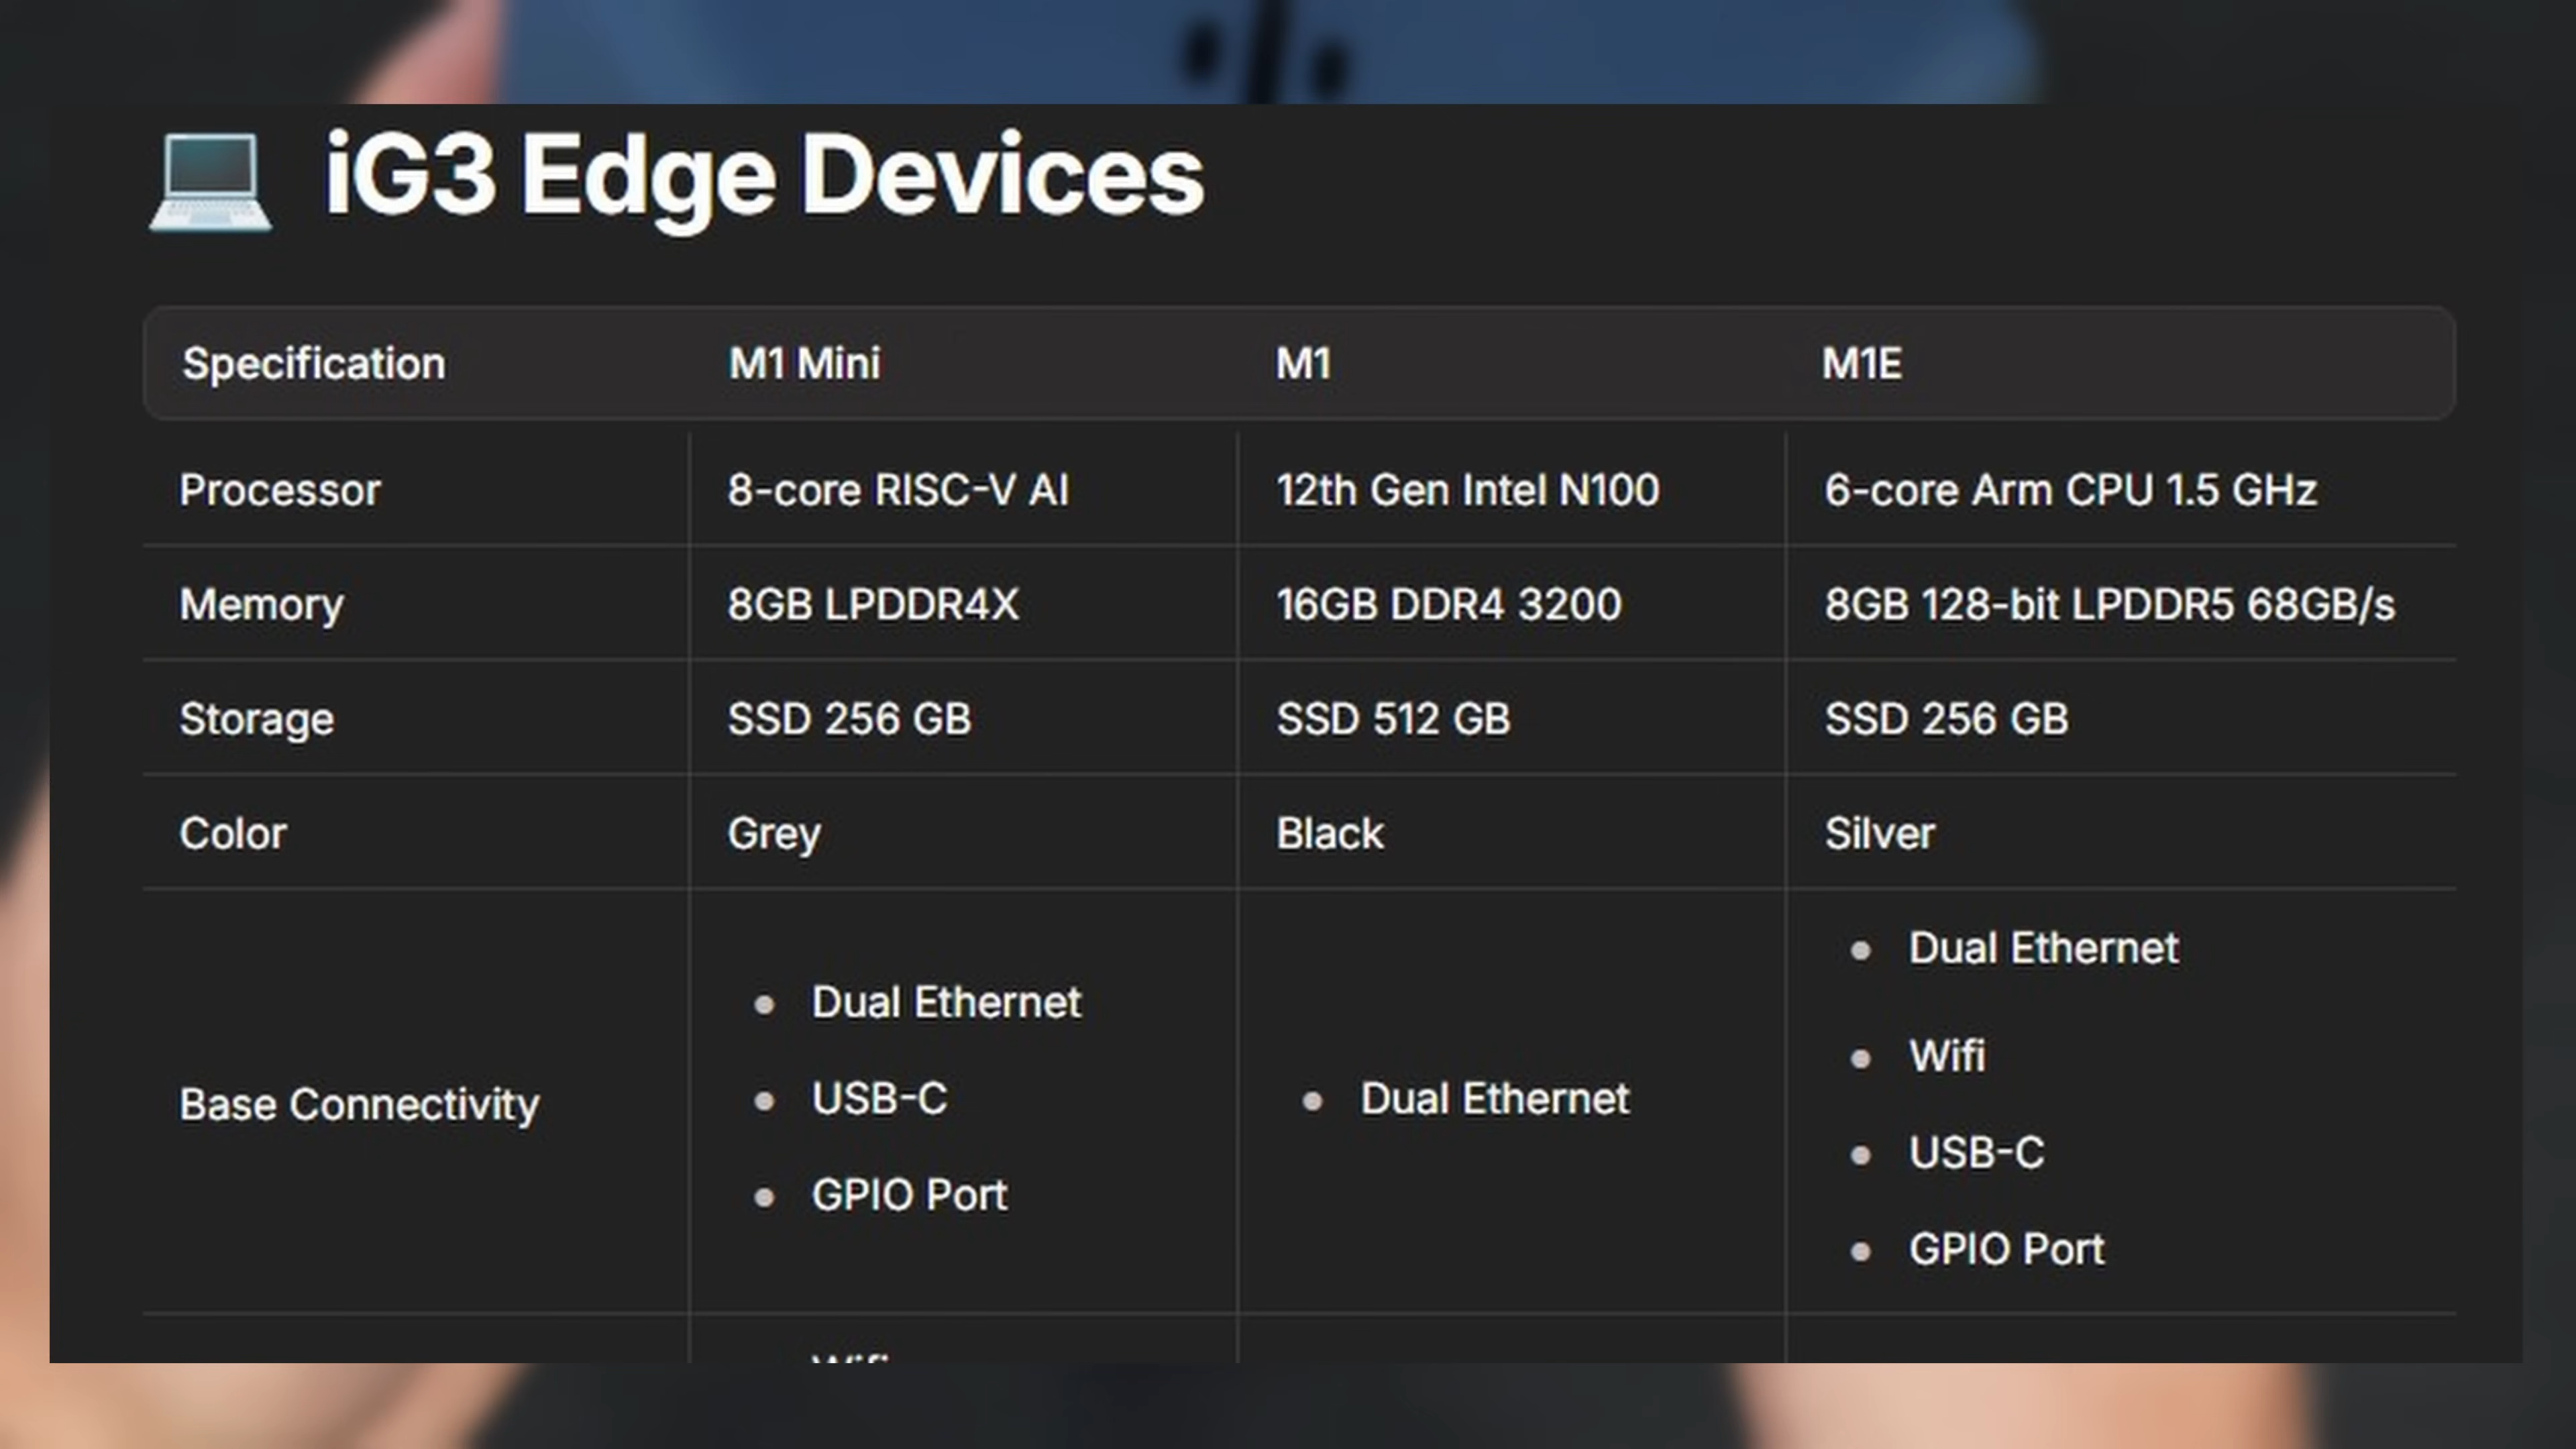 iG3 Edge Devices
Specification M1 Mini M1 M1E
Processor 8-core RISC-V AI 12th Gen Intel N100 6-core Arm CPU 1.5 GHz
Memory 8GB LPDDR4X 16GB DDR4 3200 8GB 128-bit LPDDR5 68GB/s
Storage SSD 256 GB SSD 512 GB SSD 256 GB
Color Grey Black Silver
Base Connectivity
• Dual Ethernet
• USB-C
• GPIO Port
• Dual Ethernet
• Dual Ethernet
• Wifi
• USB-C
• GPIO Port